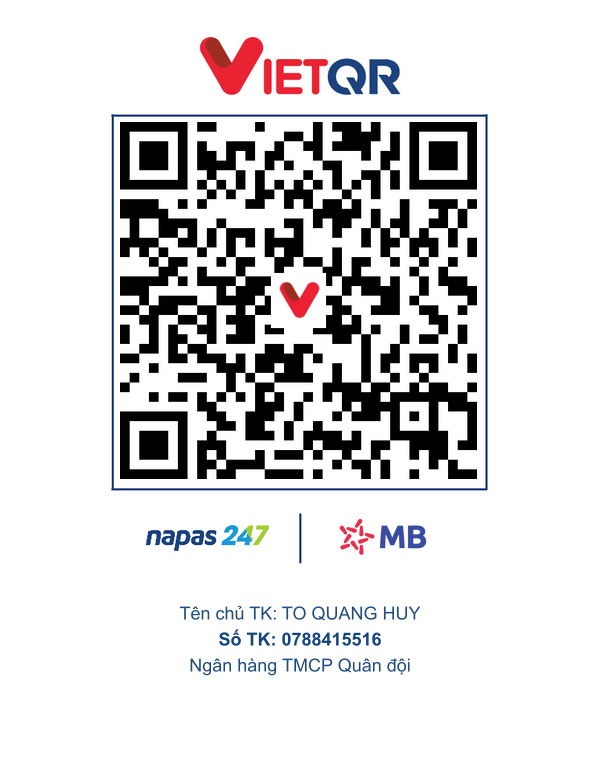 VIETQR
napas 247
MB
Tên chủ TK: TO QUANG HUY
Số TK: 0788415516
Ngân hàng TMCP Quân đội